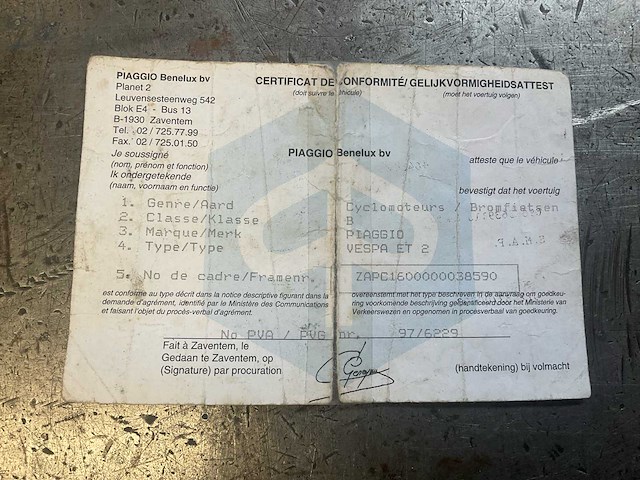 PIAGGIO Benelux bv
Planet 2
Leuvensesteenweg 542
Blok E4 - Bus 13
B-1930 Zaventem
Tel. 02 / 725.77.99
Fax. 02 / 725.01.50
CERTIFICAT DE CONFORMITÉ/ GELIJKVORMIGHEIDSATTEST
(doit suivre le véhicule) (moet het voertuig volgen)
Je soussigné
(nom, prénom et fonction)
Ik ondergetekende
(naam, voornaam en functie)
PIAGGIO Benelux bv
atteste que le véhicule
bevestigt dat het voertuig
1. Genre/Aard Cyclomoteurs / Bromfietsen
2. Classe/Klasse B
3. Marque/Merk PIAGGIO
4. Type/Type VESPA ET 2
5. No de cadre/Framenr. ZAPC1600000038590
est conforme au type décrit dans la notice descriptive figurant dans la
demande d'agrément, identifié par le Ministère des Communications
et faisant l'objet du procès-verbal d'agrément.
overeenstemt met het type beschreven in de aanvraag om goedkeu-
ring voorkomende beschrijving geïdentificeerd door het Ministerie van
Verkeerswezen en opgenomen in procesverbaal van goedkeuring.
No PVA / PVG nr. 97/6229
Fait à Zaventem, le
Gedaan te Zaventem, op
(Signature) par procuration (handtekening) bij volmacht